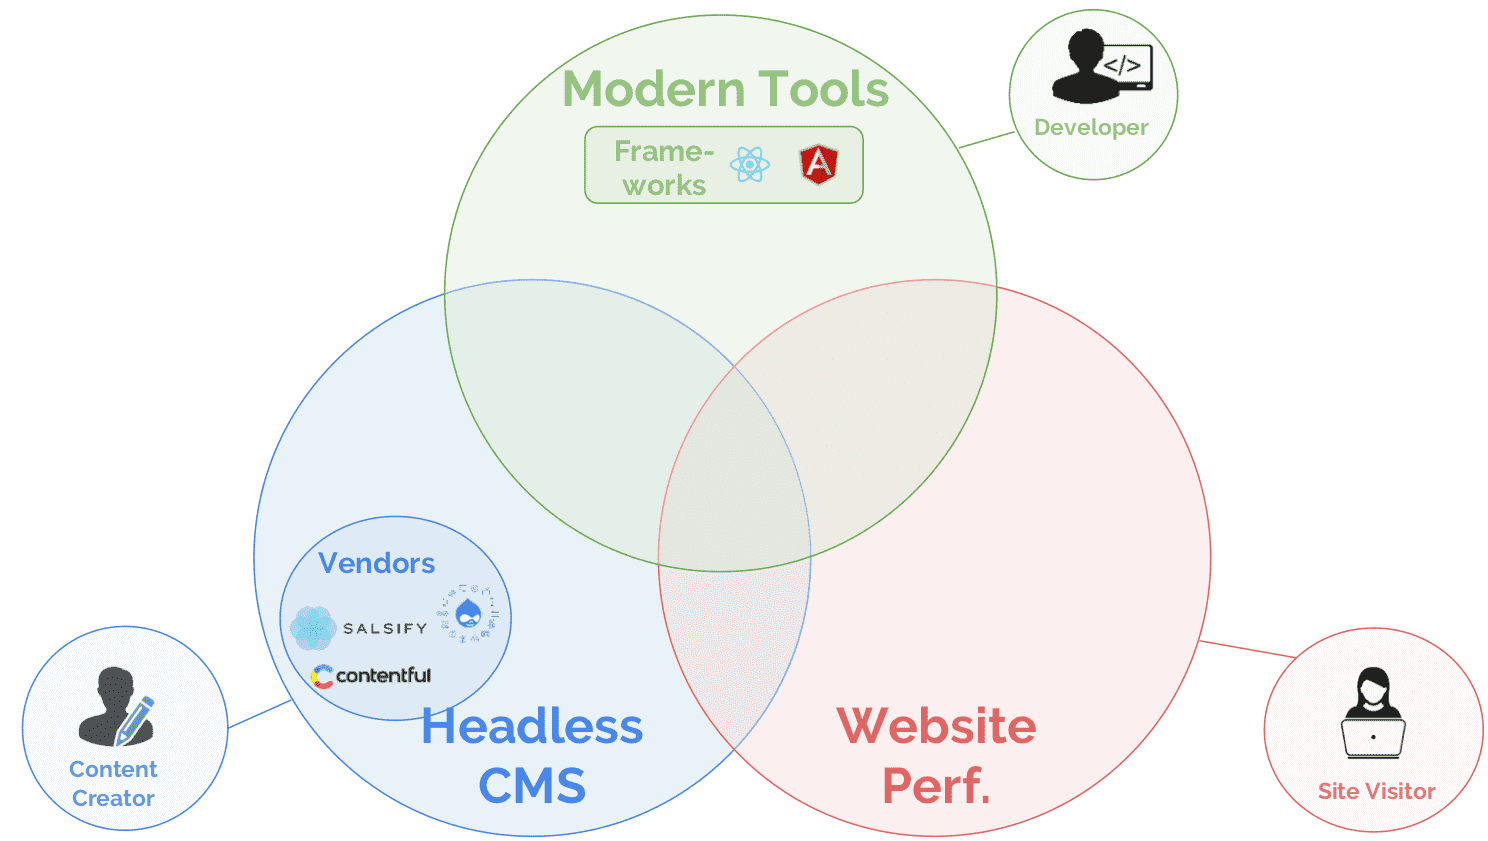 Modern Tools
Frame-
works
</>
Developer
Vendors
SALSIFY
contentful
Headless
CMS
Website
Perf.
Content
Creator
Site Visitor